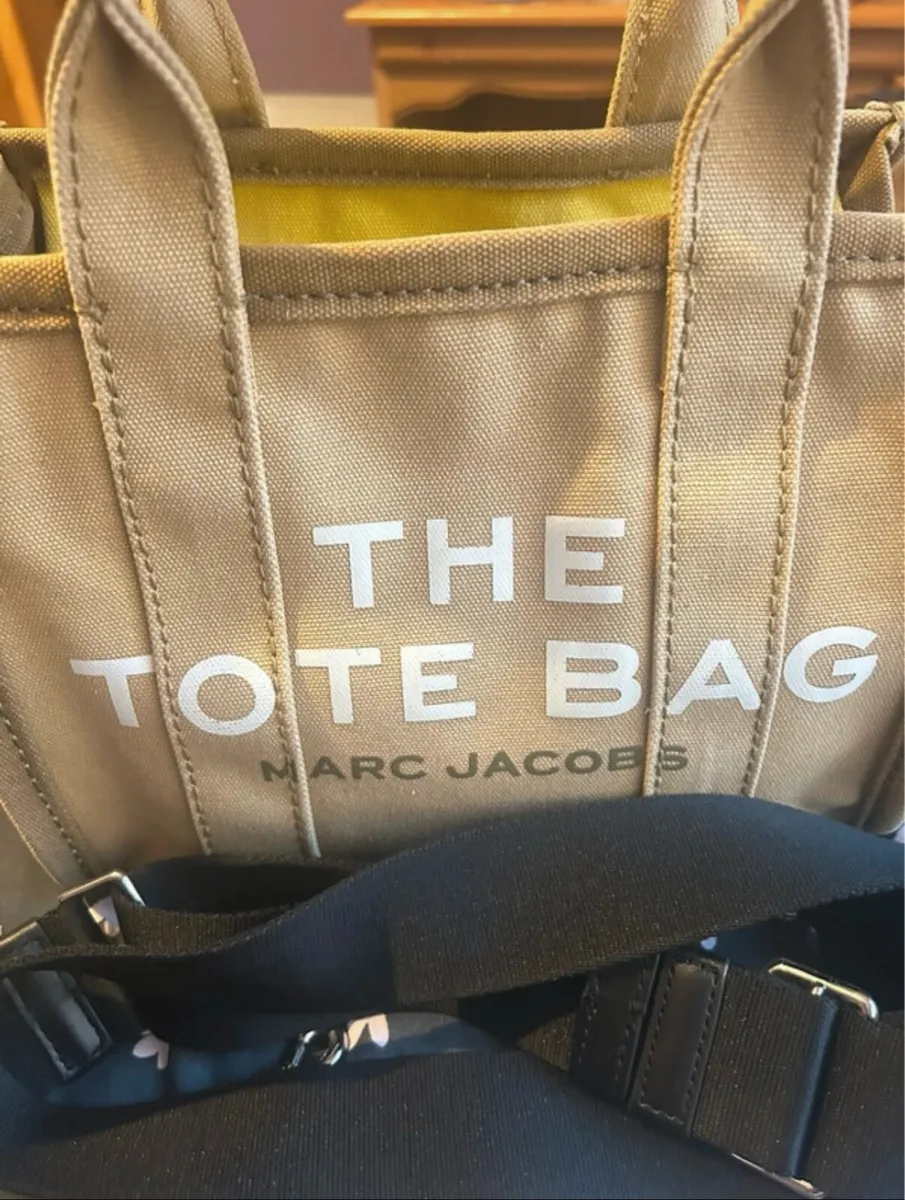 THE
TOTE BAG
MARC JACOBS